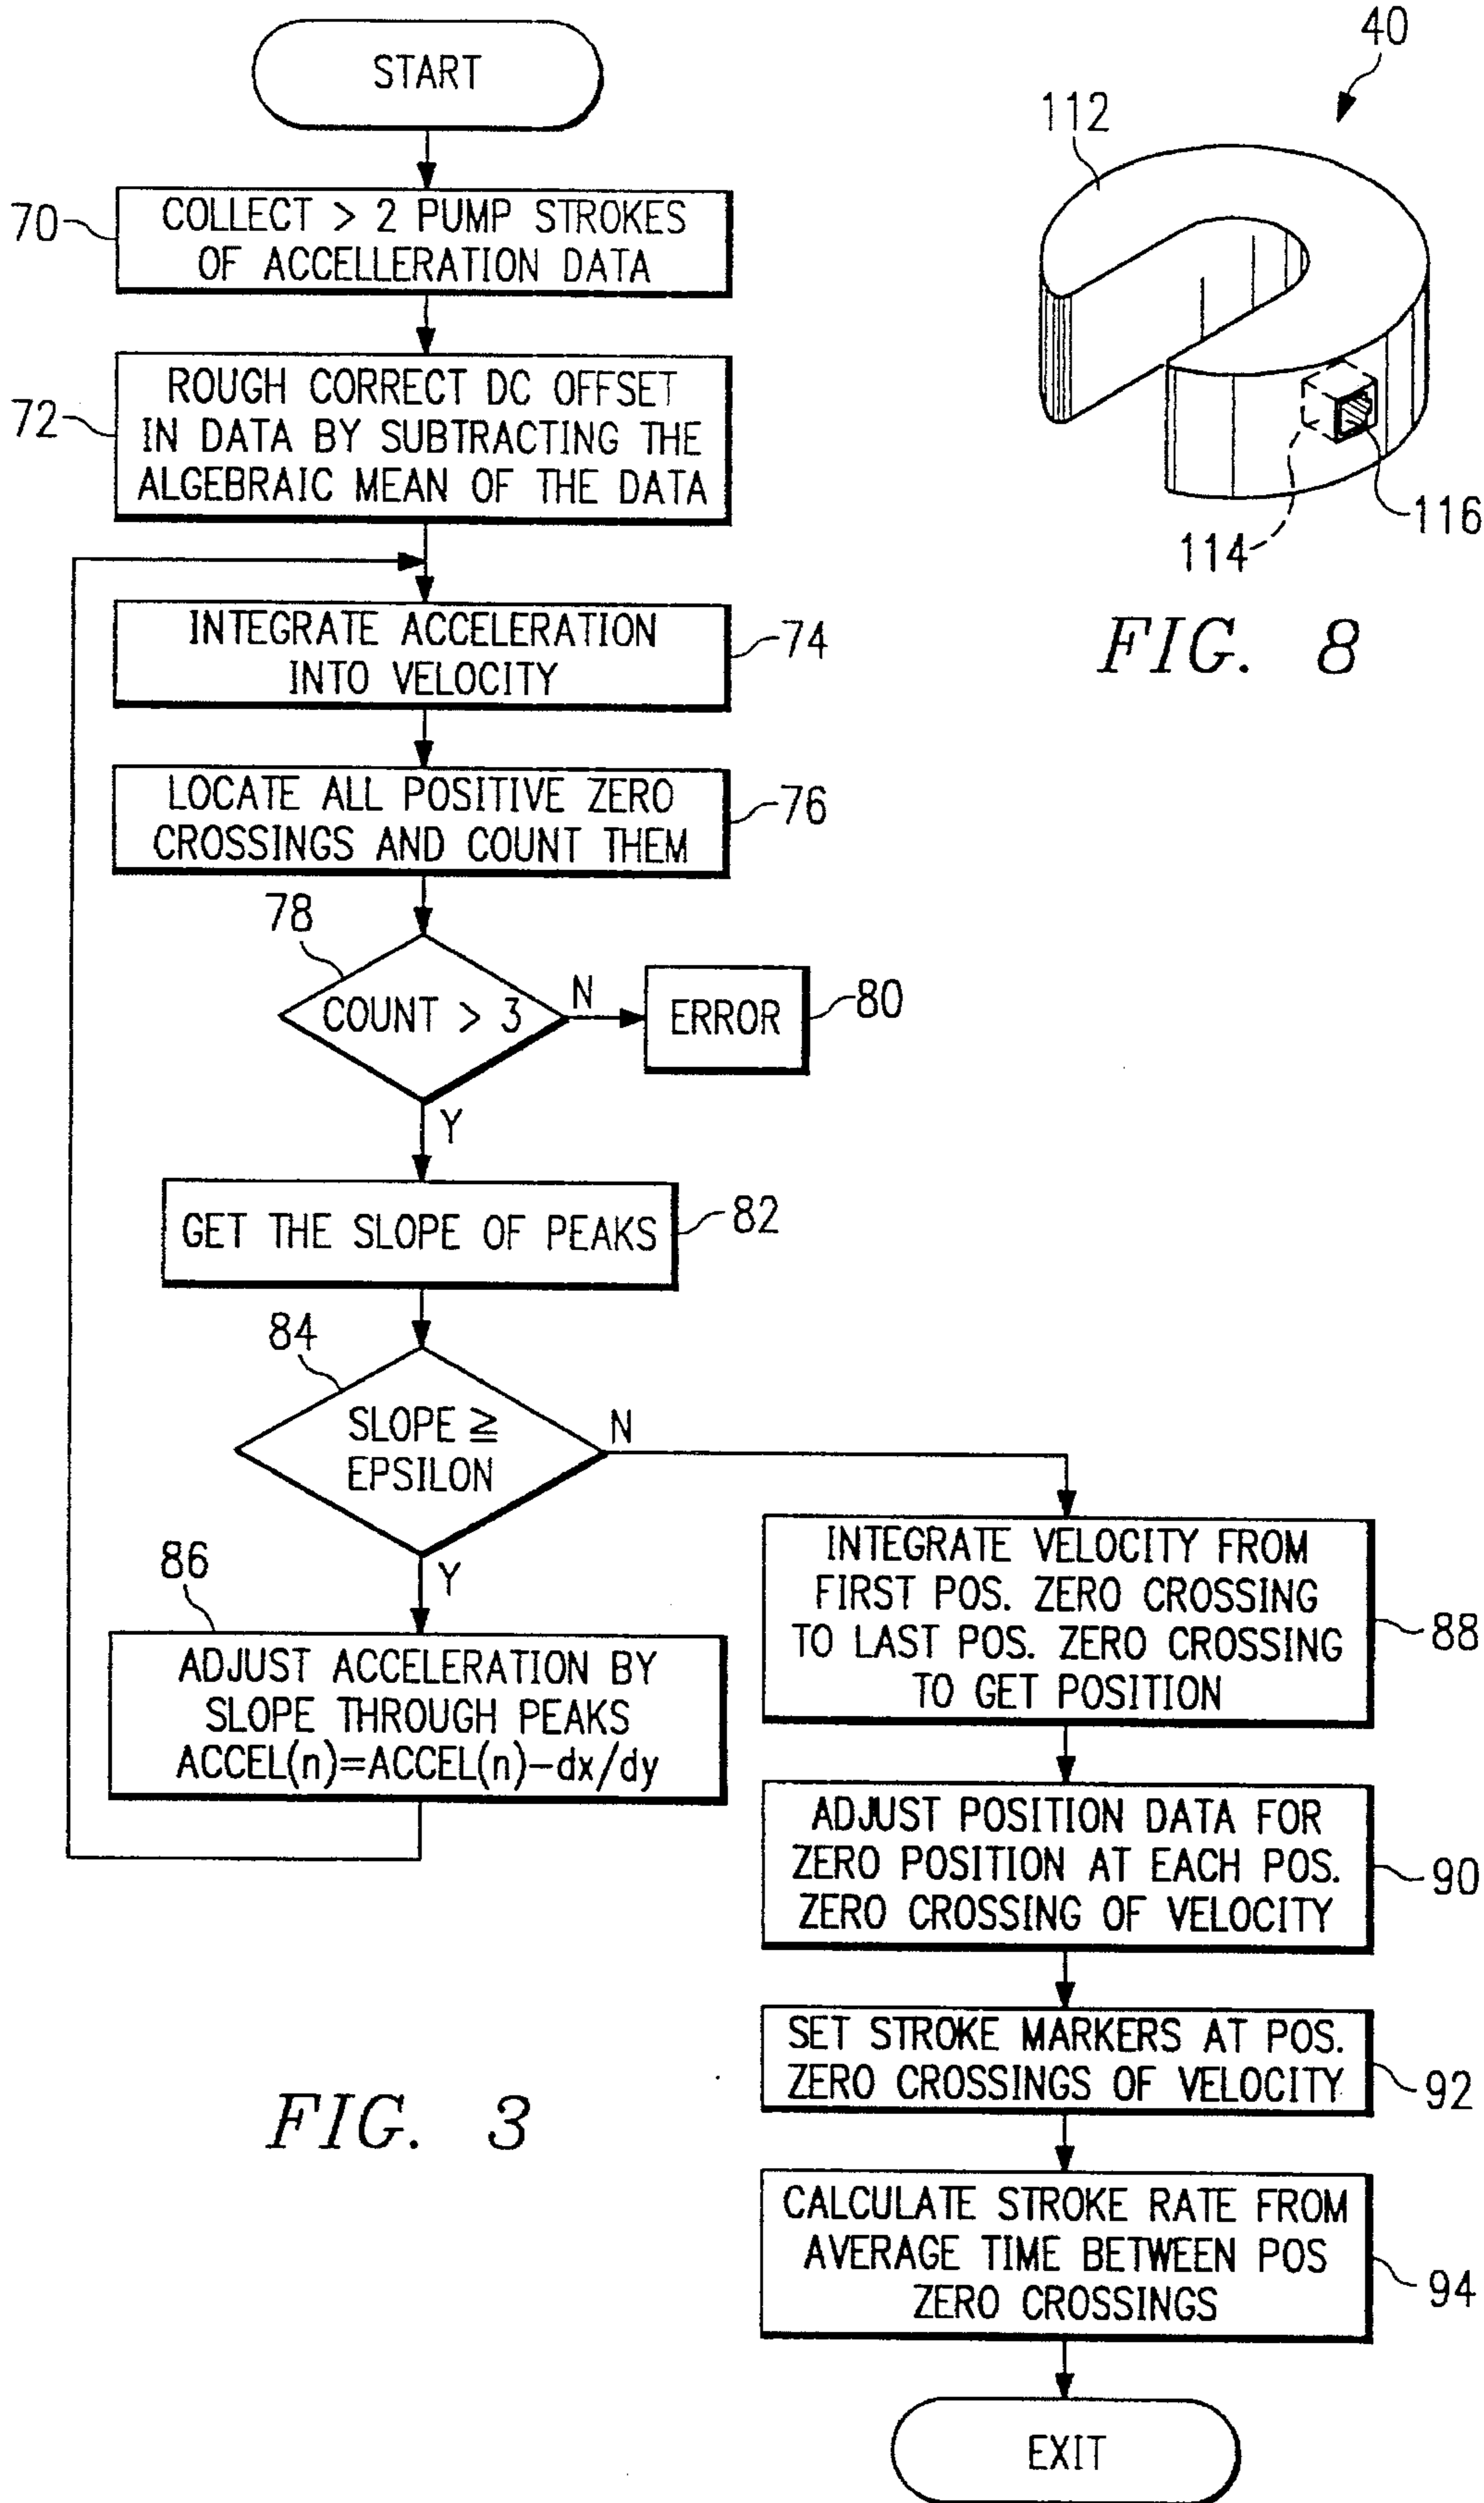 START
70
COLLECT > 2 PUMP STROKES
OF ACCELLERATION DATA
72
ROUGH CORRECT DC OFFSET
IN DATA BY SUBTRACTING THE
ALGEBRAIC MEAN OF THE DATA
INTEGRATE ACCELERATION
INTO VELOCITY
74
LOCATE ALL POSITIVE ZERO
CROSSINGS AND COUNT THEM
76
78
COUNT > 3
N
ERROR
80
Y
GET THE SLOPE OF PEAKS
82
84
SLOPE ≧
EPSILON
N
Y
86
ADJUST ACCELERATION BY
SLOPE THROUGH PEAKS
ACCEL(n)=ACCEL(n)-dx/dy
INTEGRATE VELOCITY FROM
FIRST POS. ZERO CROSSING
TO LAST POS. ZERO CROSSING
TO GET POSITION
88
ADJUST POSITION DATA FOR
ZERO POSITION AT EACH POS.
ZERO CROSSING OF VELOCITY
90
SET STROKE MARKERS AT POS.
ZERO CROSSINGS OF VELOCITY
92
CALCULATE STROKE RATE FROM
AVERAGE TIME BETWEEN POS
ZERO CROSSINGS
94
EXIT
FIG. 3
40
112
114
116
FIG. 8